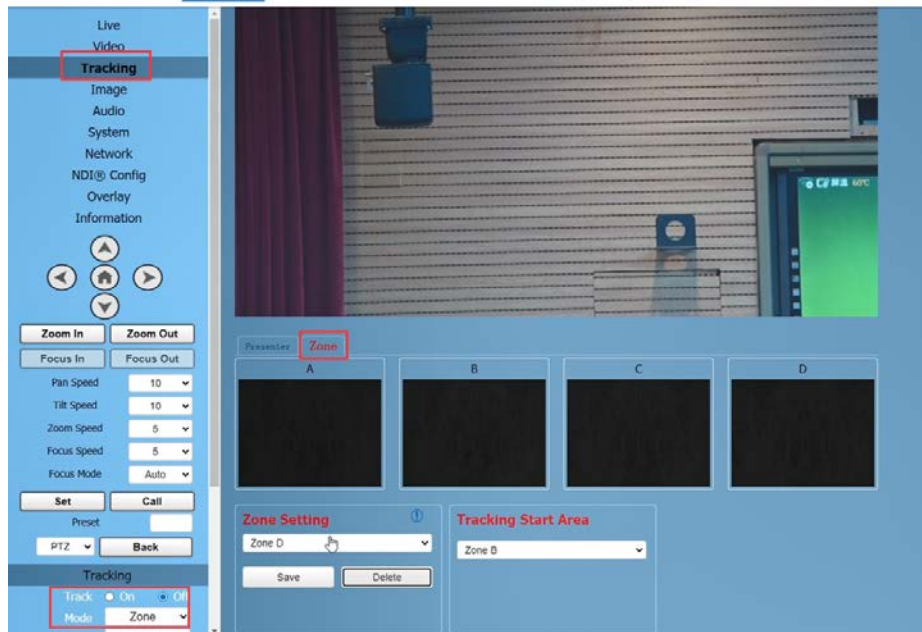 Live
Video
Tracking
Image
Audio
System
Network
NDI® Config
Overlay
Information
Zoom In Zoom Out
Focus In Focus Out
Pan Speed 10
Tilt Speed 10
Zoom Speed 5
Focus Speed 5
Focus Mode Auto
Set Call
Preset
PTZ Back
Tracking
Track On Off
Mode Zone
60℃
Presenter Zone
A B C D
Zone Setting Tracking Start Area
Zone D Zone B
Save Delete